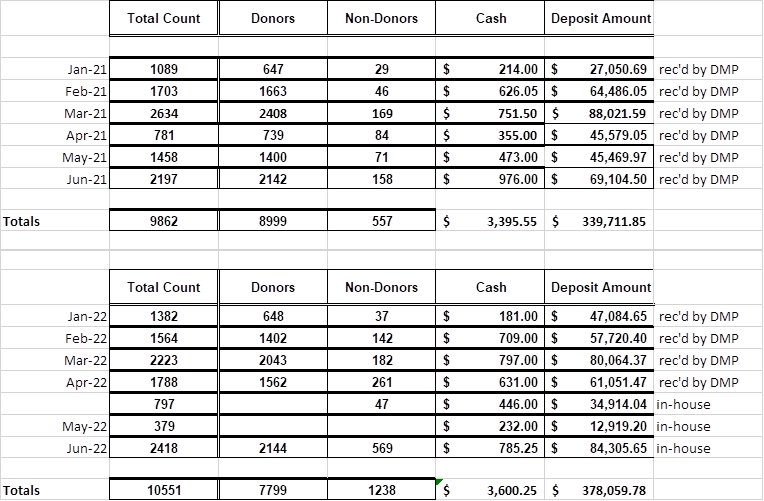 Total Count Donors Non-Donors Cash Deposit Amount
Jan-21 1089 647 29 $ 214.00 $ 27,050.69 rec'd by DMP
Feb-21 1703 1663 46 $ 626.05 $ 64,486.05 rec'd by DMP
Mar-21 2634 2408 169 $ 751.50 $ 88,021.59 rec'd by DMP
Apr-21 781 739 84 $ 355.00 $ 45,579.05 rec'd by DMP
May-21 1458 1400 71 $ 473.00 $ 45,469.97 rec'd by DMP
Jun-21 2197 2142 158 $ 976.00 $ 69,104.50 rec'd by DMP
Totals 9862 8999 557 $ 3,395.55 $ 339,711.85
Total Count Donors Non-Donors Cash Deposit Amount
Jan-22 1382 648 37 $ 181.00 $ 47,084.65 rec'd by DMP
Feb-22 1564 1402 142 $ 709.00 $ 57,720.40 rec'd by DMP
Mar-22 2223 2043 182 $ 797.00 $ 80,064.37 rec'd by DMP
Apr-22 1788 1562 261 $ 631.00 $ 61,051.47 rec'd by DMP
797 47 $ 446.00 $ 34,914.04 in-house
May-22 379 $ 232.00 $ 12,919.20 in-house
Jun-22 2418 2144 569 $ 785.25 $ 84,305.65 in-house
Totals 10551 7799 1238 $ 3,600.25 $ 378,059.78